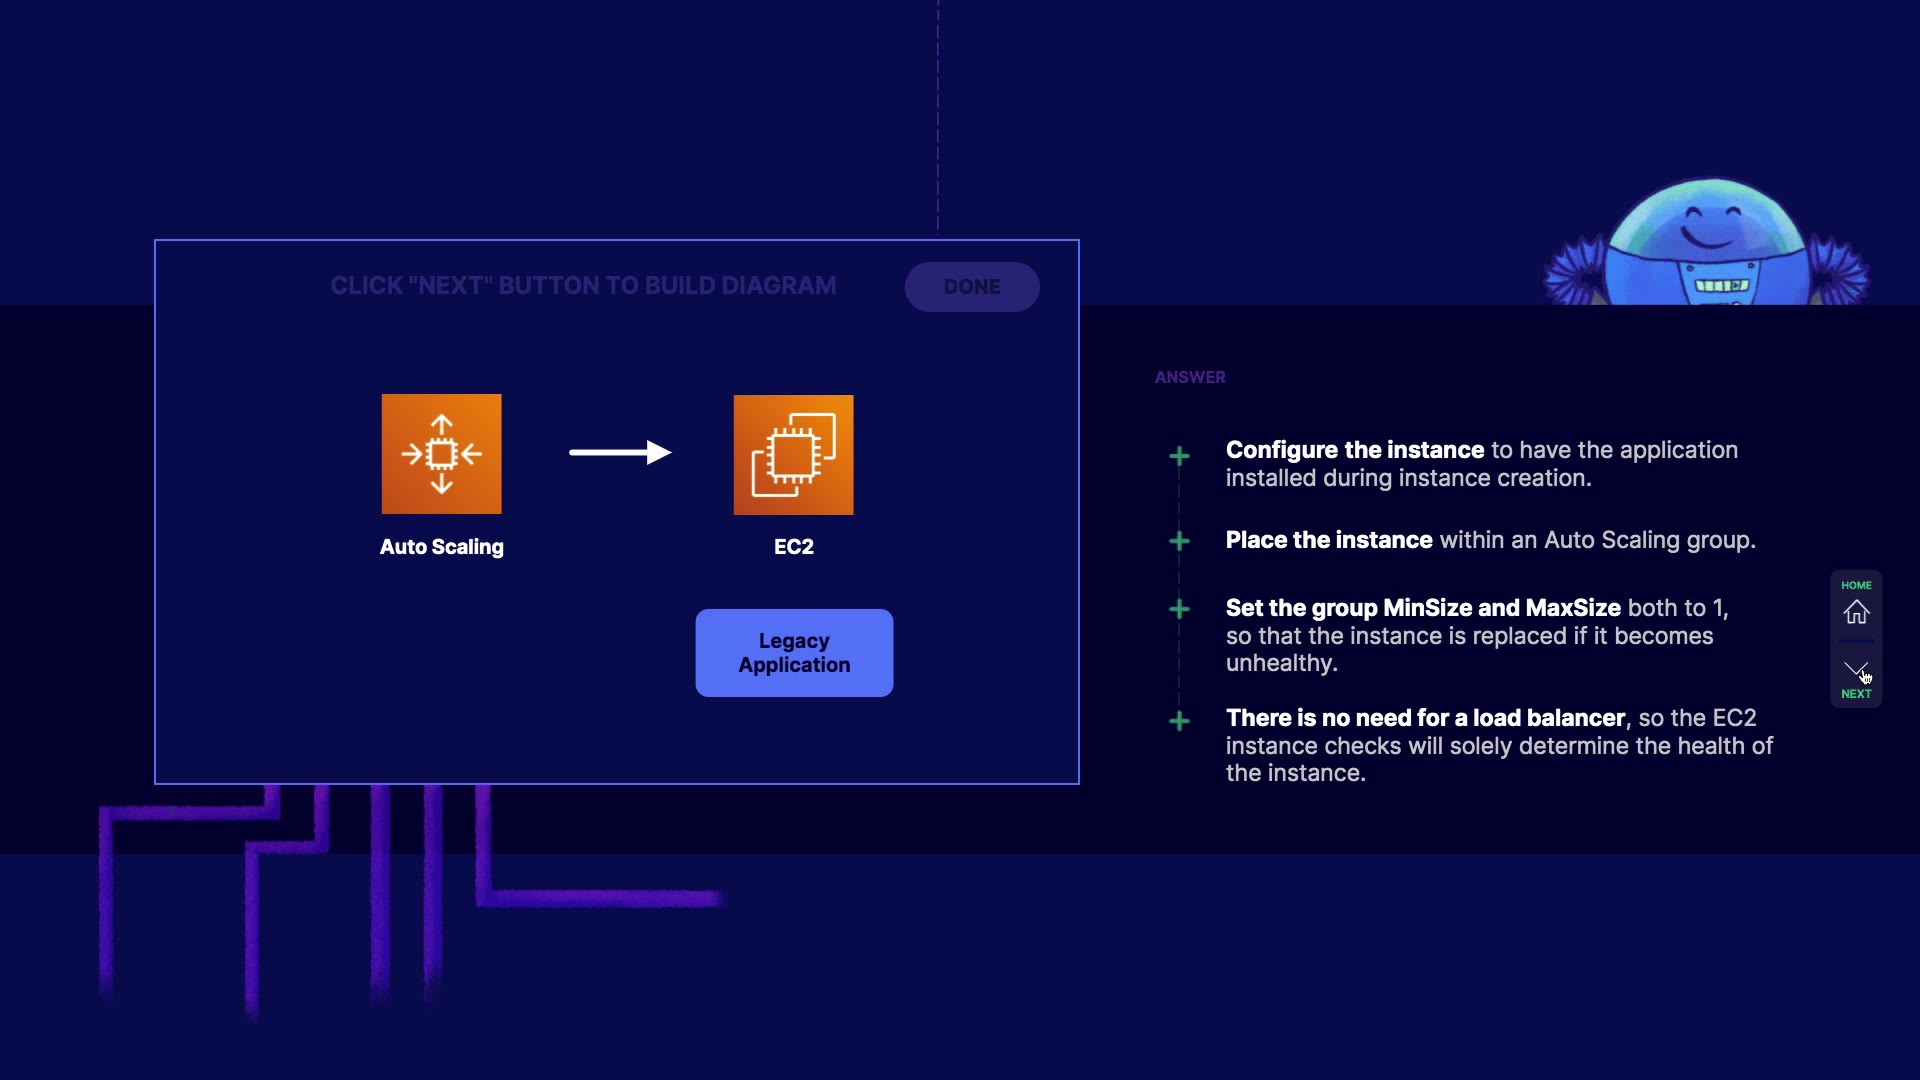 CLICK "NEXT" BUTTON TO BUILD DIAGRAM
DONE
Auto Scaling
EC2
Legacy
Application
ANSWER
Configure the instance to have the application
installed during instance creation.
Place the instance within an Auto Scaling group.
Set the group MinSize and MaxSize both to 1,
so that the instance is replaced if it becomes
unhealthy.
There is no need for a load balancer, so the EC2
instance checks will solely determine the health of
the instance.
HOME
NEXT